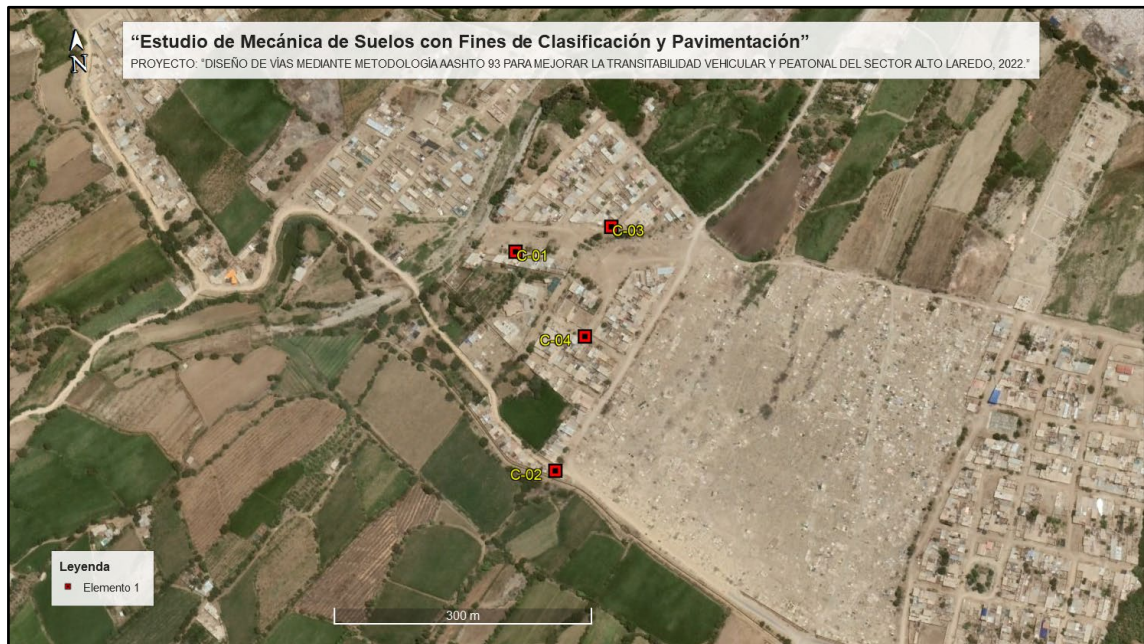 “Estudio de Mecánica de Suelos con Fines de Clasificación y Pavimentación”
PROYECTO: "DISEÑO DE VÍAS MEDIANTE METODOLOGÍA AASHTO 93 PARA MEJORAR LA TRANSITABILIDAD VEHICULAR Y PEATONAL DEL SECTOR ALTO LAREDO, 2022."
N
C-03
C-01
C-04
C-02
Leyenda
Elemento 1
300 m